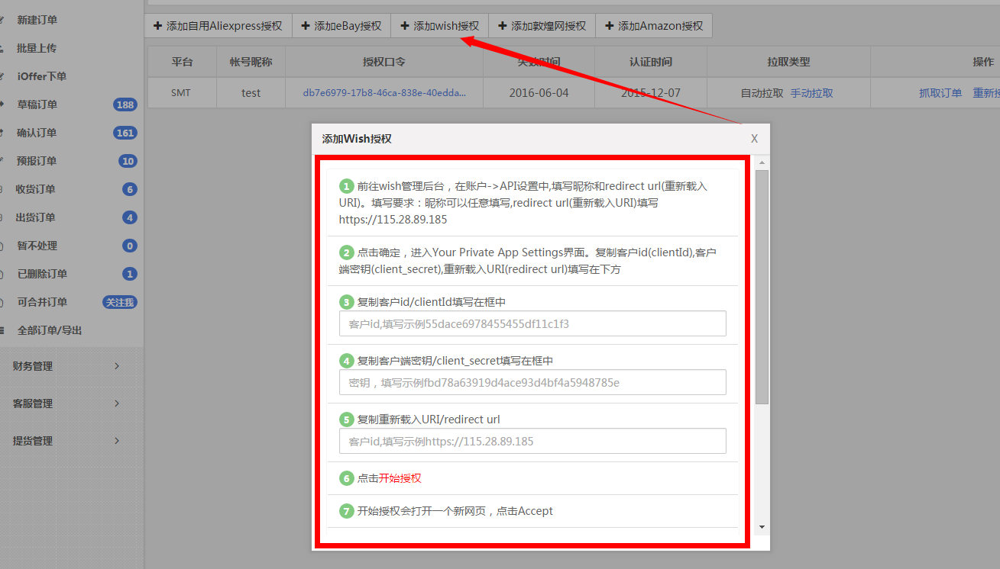 新建订单
批量上传
iOffer下单
草稿订单 188
确认订单 161
预报订单 10
收货订单 6
出货订单 4
暂不处理 0
已删除订单 1
可合并订单 关注我
全部订单/导出
财务管理
客服管理
提货管理
添加自用Aliexpress授权 添加eBay授权 添加wish授权 添加敦煌网授权 添加Amazon授权
平台 帐号昵称 授权口令 失效时间 认证时间 拉取类型 操作
SMT test db7e6979-17b8-46ca-838e-40edda... 2016-06-04 2015-12-07 自动拉取 手动拉取 抓取订单 重新
添加Wish授权 X
1 前往wish管理后台，在账户->API设置中,填写昵称和redirect url(重新载入
URI)。填写要求：昵称可以任意填写,redirect url(重新载入URI)填写
https://115.28.89.185
2 点击确定，进入Your Private App Settings界面。复制客户id(clientId),客户
端密钥(client_secret),重新载入URI(redirect url)填写在下方
3 复制客户id/clientId填写在框中
客户id,填写示例55dace6978455455df11c1f3
4 复制客户端密钥/client_secret填写在框中
密钥，填写示例fbd78a63919d4ace93d4bf4a5948785e
5 复制重新载入URI/redirect url
客户id,填写示例https://115.28.89.185
6 点击开始授权
7 开始授权会打开一个新网页，点击Accept